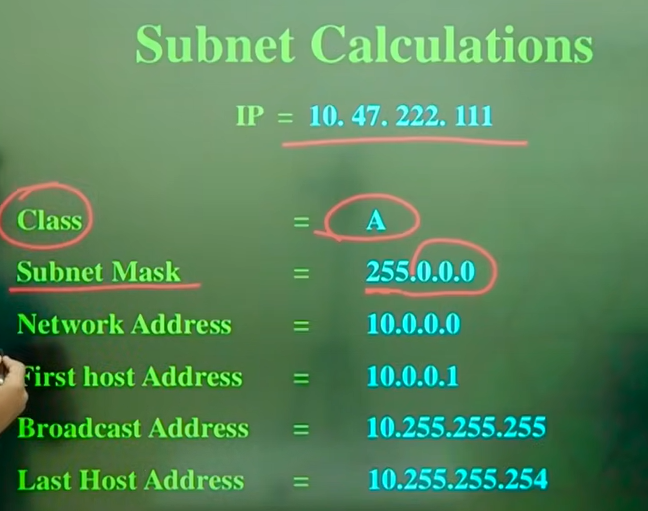 Subnet Calculations
IP = 10. 47. 222. 111
Class = A
Subnet Mask = 255.0.0.0
Network Address = 10.0.0.0
First host Address = 10.0.0.1
Broadcast Address = 10.255.255.255
Last Host Address = 10.255.255.254